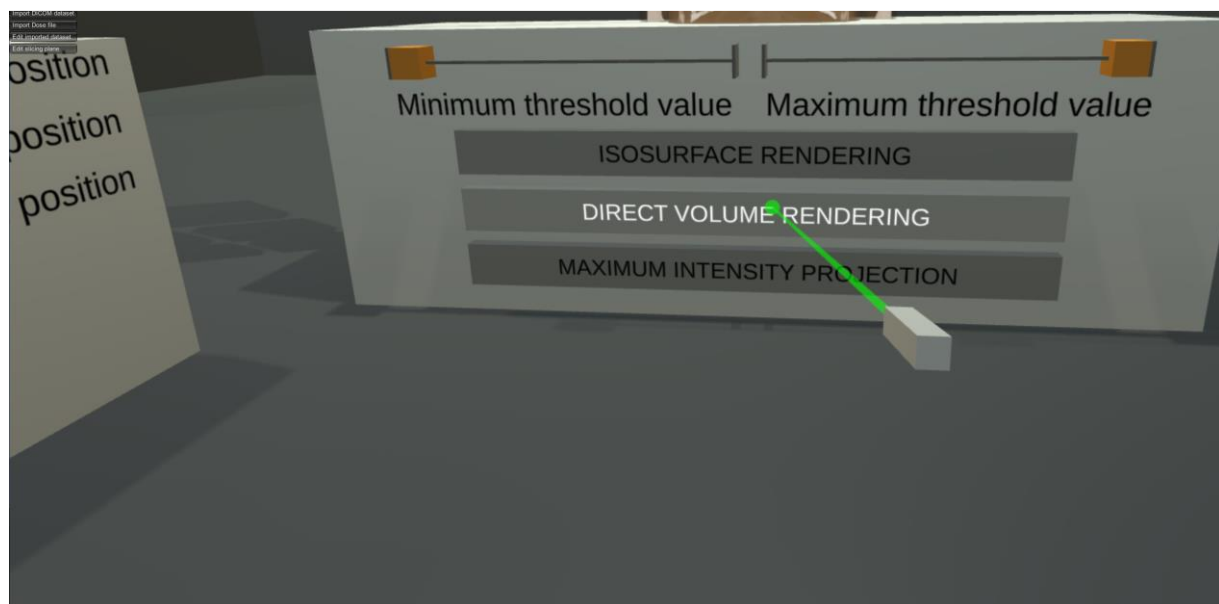 Import DICOM dataset
Import Dose file
Edit imported dataset
Edit slicing plane
osition
position
position
Minimum threshold value
Maximum threshold value
ISOSURFACE RENDERING
DIRECT VOLUME RENDERING
MAXIMUM INTENSITY PROJECTION